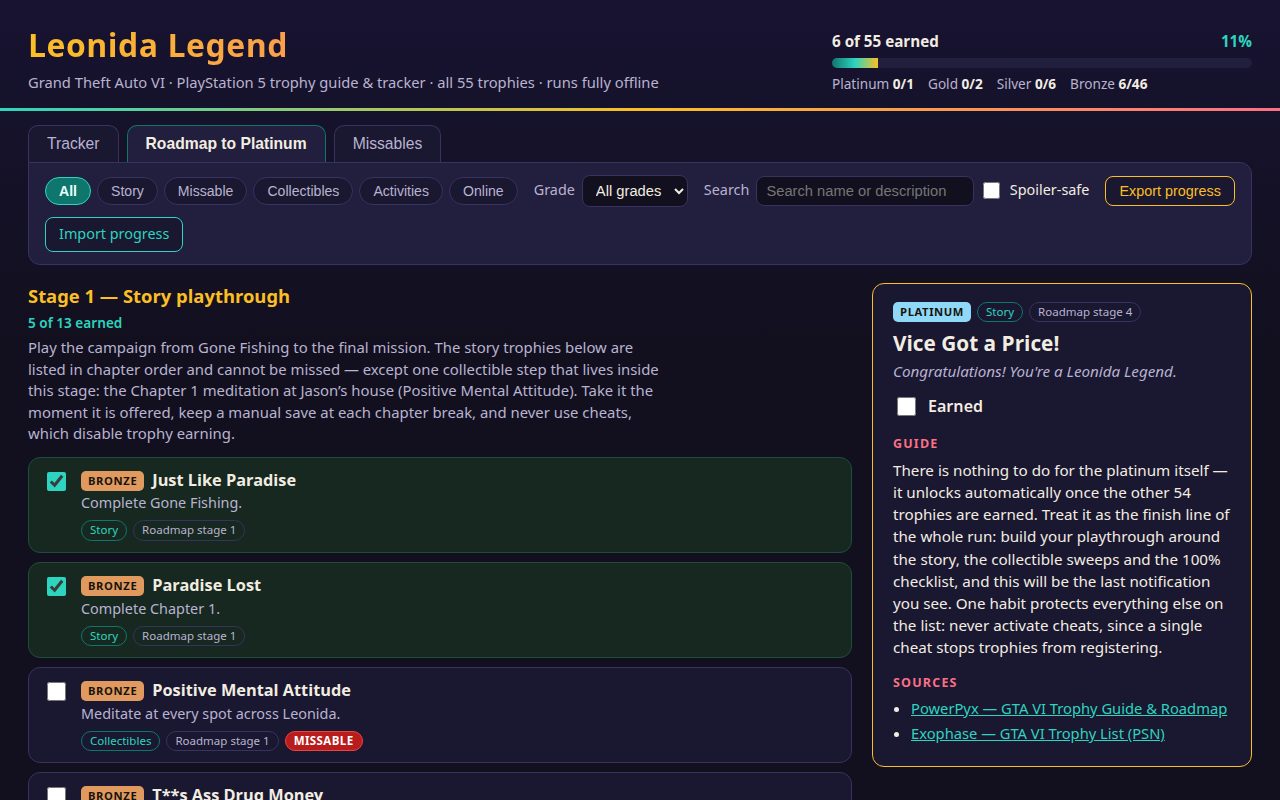 Leonida Legend
Grand Theft Auto VI · PlayStation 5 trophy guide & tracker · all 55 trophies · runs fully offline
6 of 55 earned
11%
Platinum 0/1 Gold 0/2 Silver 0/6 Bronze 6/46
Tracker
Roadmap to Platinum
Missables
All
Story
Missable
Collectibles
Activities
Online
Grade
All grades
Search
Search name or description
Spoiler-safe
Export progress
Import progress
Stage 1 — Story playthrough
5 of 13 earned
Play the campaign from Gone Fishing to the final mission. The story trophies below are
listed in chapter order and cannot be missed — except one collectible step that lives inside
this stage: the Chapter 1 meditation at Jason’s house (Positive Mental Attitude). Take it the
moment it is offered, keep a manual save at each chapter break, and never use cheats,
which disable trophy earning.
BRONZE Just Like Paradise
Complete Gone Fishing.
Story
Roadmap stage 1
BRONZE Paradise Lost
Complete Chapter 1.
Story
Roadmap stage 1
BRONZE Positive Mental Attitude
Meditate at every spot across Leonida.
Collectibles
Roadmap stage 1
MISSABLE
BRONZE T**s Ass Drug Money
PLATINUM
Story
Roadmap stage 4
Vice Got a Price!
Congratulations! You're a Leonida Legend.
Earned
GUIDE
There is nothing to do for the platinum itself —
it unlocks automatically once the other 54
trophies are earned. Treat it as the finish line of
the whole run: build your playthrough around
the story, the collectible sweeps and the 100%
checklist, and this will be the last notification
you see. One habit protects everything else on
the list: never activate cheats, since a single
cheat stops trophies from registering.
SOURCES
PowerPyx — GTA VI Trophy Guide & Roadmap
Exophase — GTA VI Trophy List (PSN)